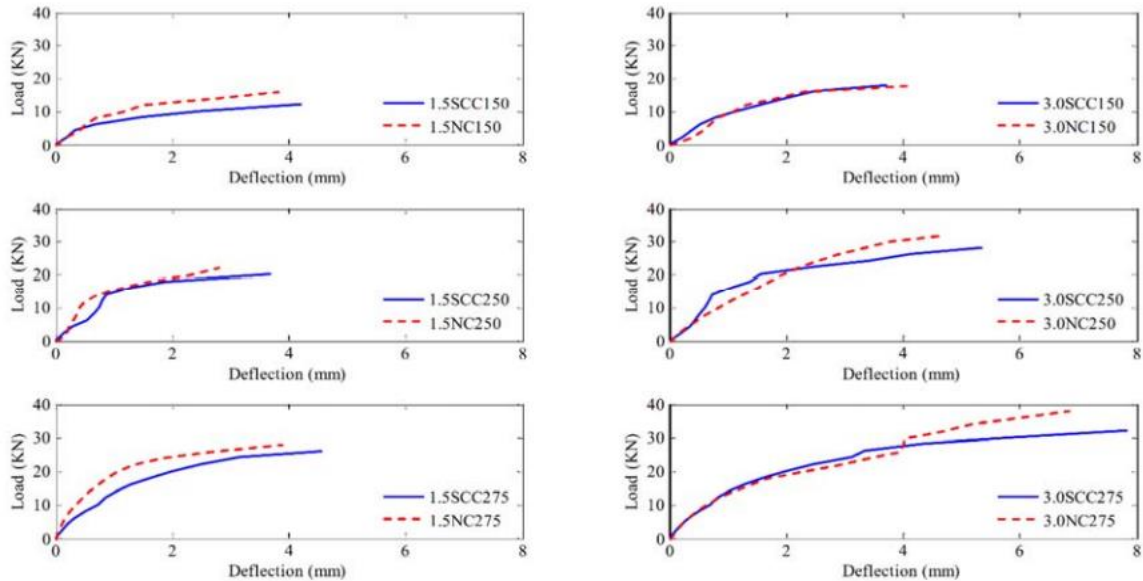 40
30
20
10
0
Load (KN)
0 2 4 6 8
Deflection (mm)
1.5SCC150
1.5NC150
40
30
20
10
0
Load (KN)
0 2 4 6 8
Deflection (mm)
3.0SCC150
3.0NC150
40
30
20
10
0
Load (KN)
0 2 4 6 8
Deflection (mm)
1.5SCC250
1.5NC250
40
30
20
10
0
Load (KN)
0 2 4 6 8
Deflection (mm)
3.0SCC250
3.0NC250
40
30
20
10
0
Load (KN)
0 2 4 6 8
Deflection (mm)
1.5SCC275
1.5NC275
40
30
20
10
0
Load (KN)
0 2 4 6 8
Deflection (mm)
3.0SCC275
3.0NC275